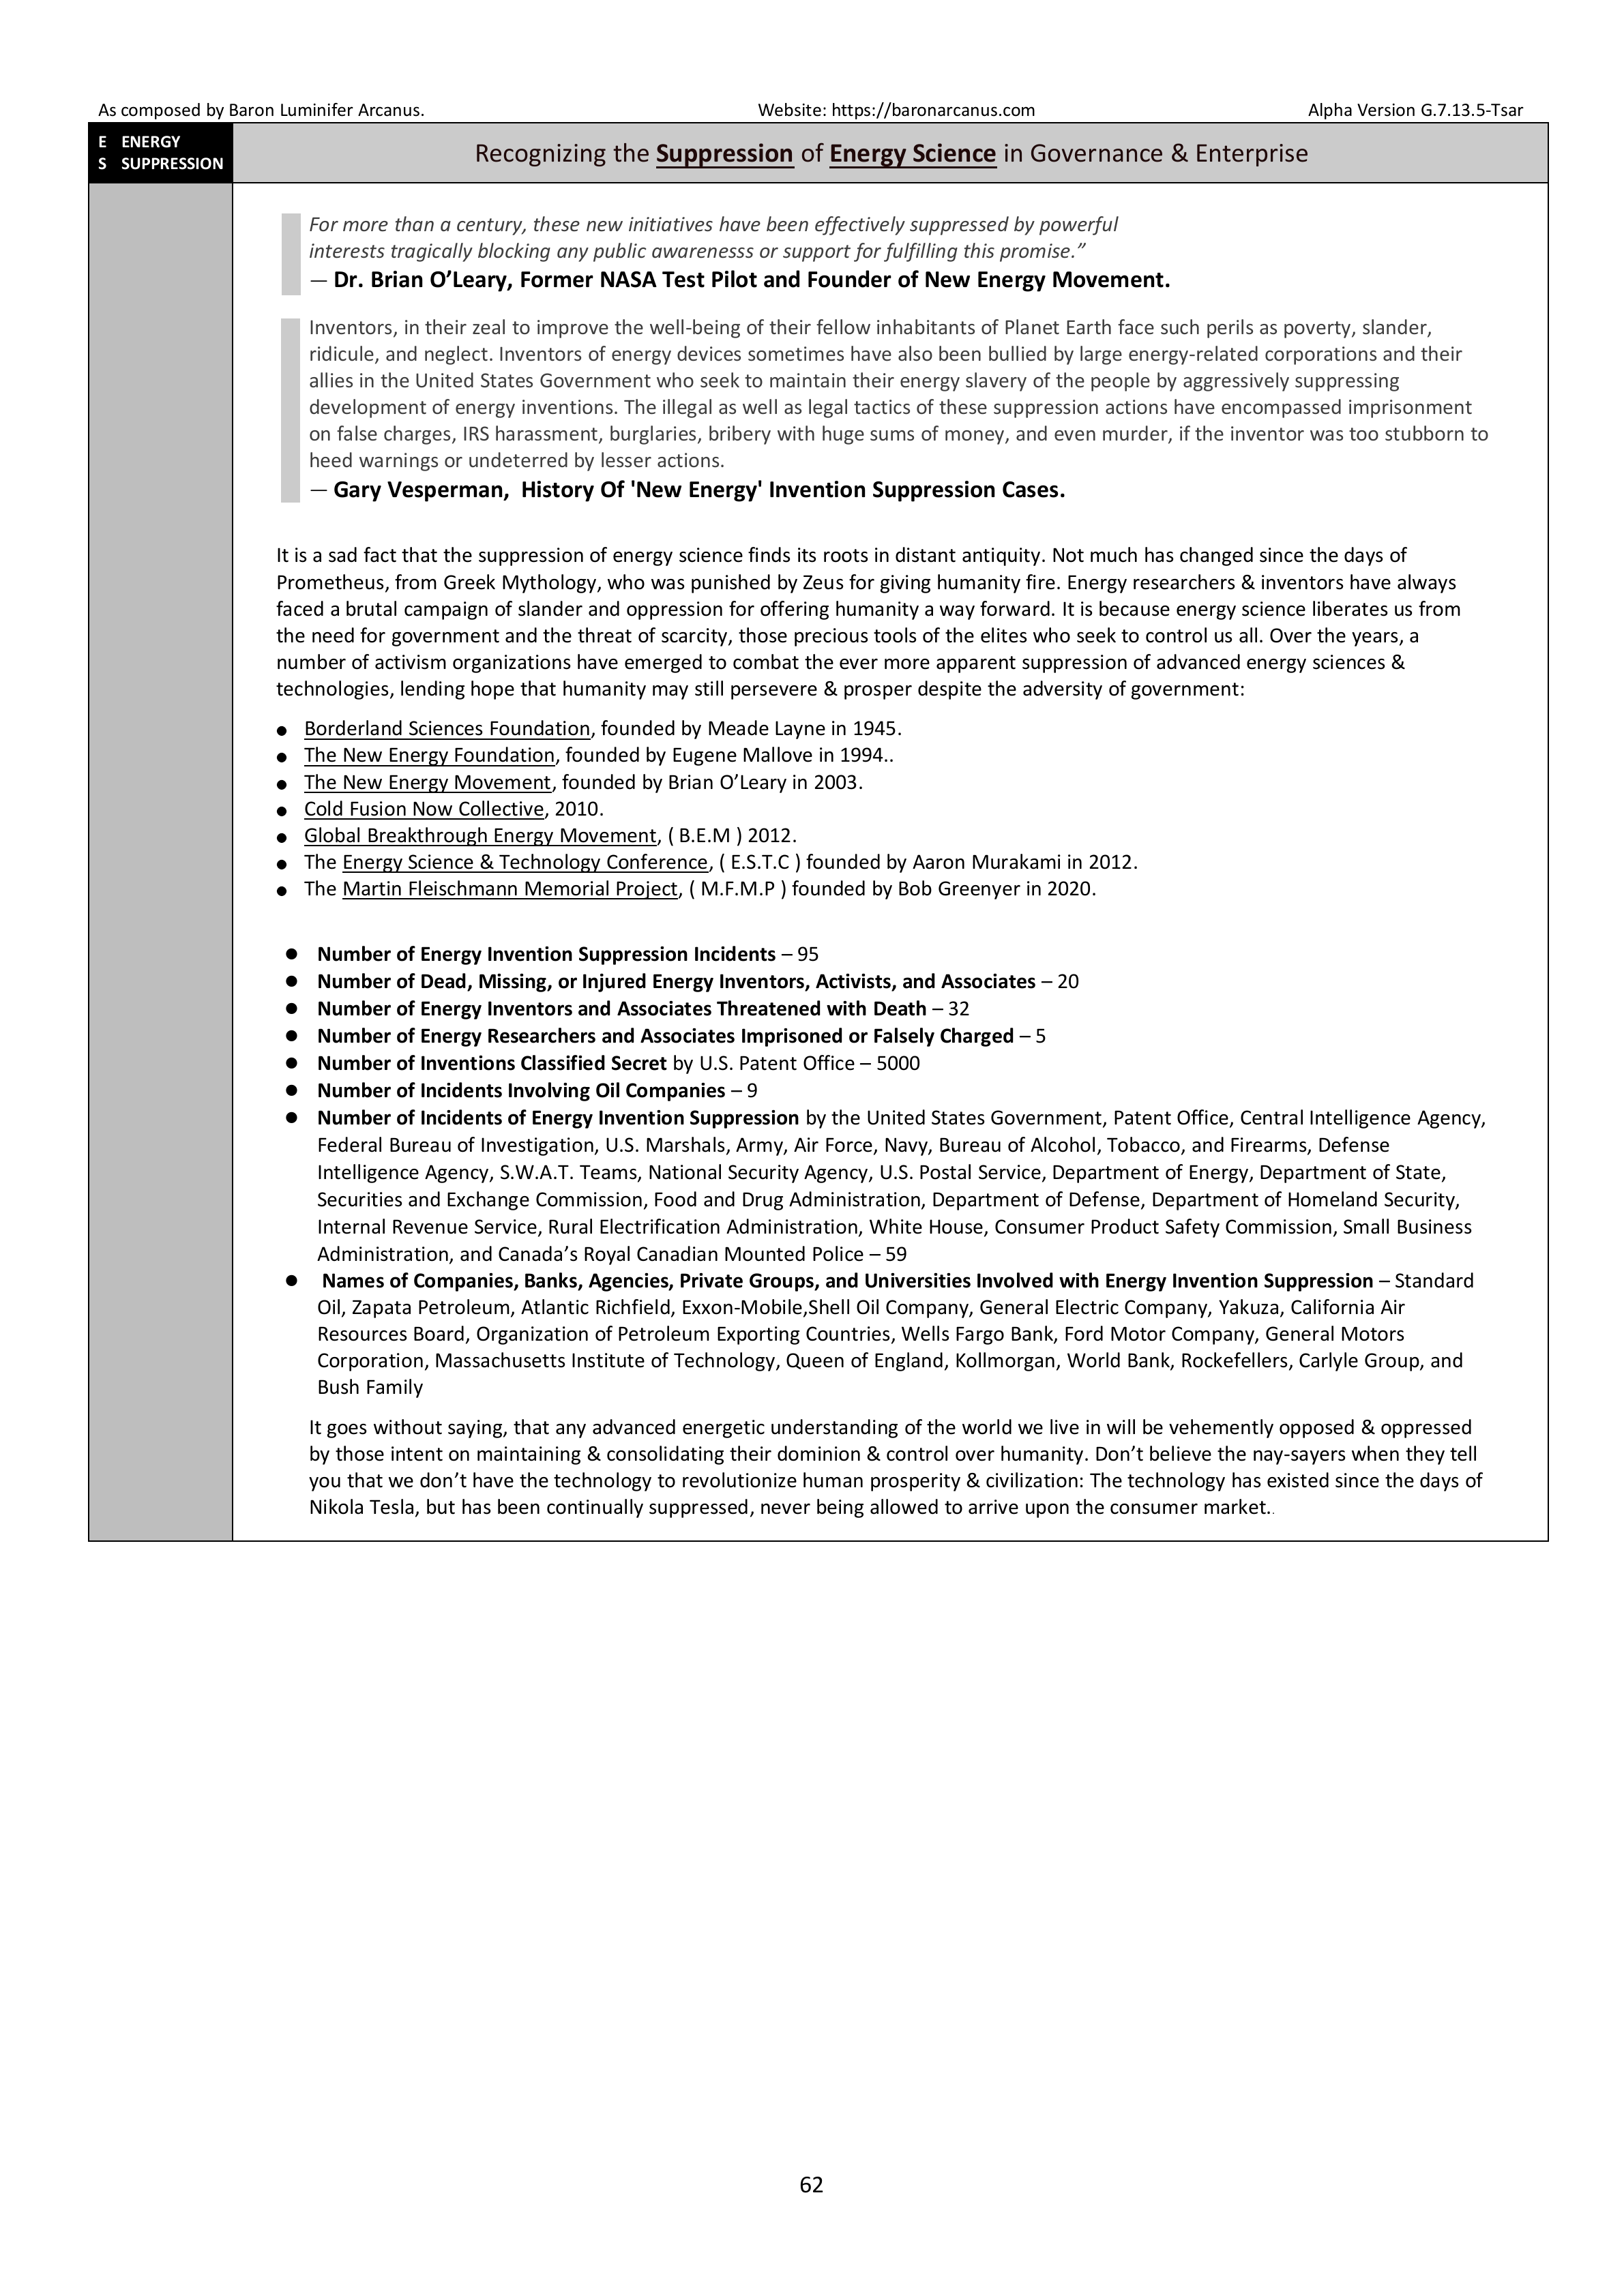 As composed by Baron Luminifer Arcanus. Website: https://baronarcanus.com Alpha Version G.7.13.5-Tsar
E ENERGY
S SUPPRESSION
Recognizing the Suppression of Energy Science in Governance & Enterprise
For more than a century, these new initiatives have been effectively suppressed by powerful
interests tragically blocking any public awarenesss or support for fulfilling this promise.”
— Dr. Brian O’Leary, Former NASA Test Pilot and Founder of New Energy Movement.
Inventors, in their zeal to improve the well-being of their fellow inhabitants of Planet Earth face such perils as poverty, slander,
ridicule, and neglect. Inventors of energy devices sometimes have also been bullied by large energy-related corporations and their
allies in the United States Government who seek to maintain their energy slavery of the people by aggressively suppressing
development of energy inventions. The illegal as well as legal tactics of these suppression actions have encompassed imprisonment
on false charges, IRS harassment, burglaries, bribery with huge sums of money, and even murder, if the inventor was too stubborn to
heed warnings or undeterred by lesser actions.
— Gary Vesperman, History Of 'New Energy' Invention Suppression Cases.
It is a sad fact that the suppression of energy science finds its roots in distant antiquity. Not much has changed since the days of
Prometheus, from Greek Mythology, who was punished by Zeus for giving humanity fire. Energy researchers & inventors have always
faced a brutal campaign of slander and oppression for offering humanity a way forward. It is because energy science liberates us from
the need for government and the threat of scarcity, those precious tools of the elites who seek to control us all. Over the years, a
number of activism organizations have emerged to combat the ever more apparent suppression of advanced energy sciences &
technologies, lending hope that humanity may still persevere & prosper despite the adversity of government:
● Borderland Sciences Foundation, founded by Meade Layne in 1945.
● The New Energy Foundation, founded by Eugene Mallove in 1994..
● The New Energy Movement, founded by Brian O’Leary in 2003.
● Cold Fusion Now Collective, 2010.
● Global Breakthrough Energy Movement, ( B.E.M ) 2012.
● The Energy Science & Technology Conference, ( E.S.T.C ) founded by Aaron Murakami in 2012.
● The Martin Fleischmann Memorial Project, ( M.F.M.P ) founded by Bob Greenyer in 2020.
● Number of Energy Invention Suppression Incidents – 95
● Number of Dead, Missing, or Injured Energy Inventors, Activists, and Associates – 20
● Number of Energy Inventors and Associates Threatened with Death – 32
● Number of Energy Researchers and Associates Imprisoned or Falsely Charged – 5
● Number of Inventions Classified Secret by U.S. Patent Office – 5000
● Number of Incidents Involving Oil Companies – 9
● Number of Incidents of Energy Invention Suppression by the United States Government, Patent Office, Central Intelligence Agency,
Federal Bureau of Investigation, U.S. Marshals, Army, Air Force, Navy, Bureau of Alcohol, Tobacco, and Firearms, Defense
Intelligence Agency, S.W.A.T. Teams, National Security Agency, U.S. Postal Service, Department of Energy, Department of State,
Securities and Exchange Commission, Food and Drug Administration, Department of Defense, Department of Homeland Security,
Internal Revenue Service, Rural Electrification Administration, White House, Consumer Product Safety Commission, Small Business
Administration, and Canada’s Royal Canadian Mounted Police – 59
● Names of Companies, Banks, Agencies, Private Groups, and Universities Involved with Energy Invention Suppression – Standard
Oil, Zapata Petroleum, Atlantic Richfield, Exxon-Mobile,Shell Oil Company, General Electric Company, Yakuza, California Air
Resources Board, Organization of Petroleum Exporting Countries, Wells Fargo Bank, Ford Motor Company, General Motors
Corporation, Massachusetts Institute of Technology, Queen of England, Kollmorgan, World Bank, Rockefellers, Carlyle Group, and
Bush Family
It goes without saying, that any advanced energetic understanding of the world we live in will be vehemently opposed & oppressed
by those intent on maintaining & consolidating their dominion & control over humanity. Don’t believe the nay-sayers when they tell
you that we don’t have the technology to revolutionize human prosperity & civilization: The technology has existed since the days of
Nikola Tesla, but has been continually suppressed, never being allowed to arrive upon the consumer market..
62